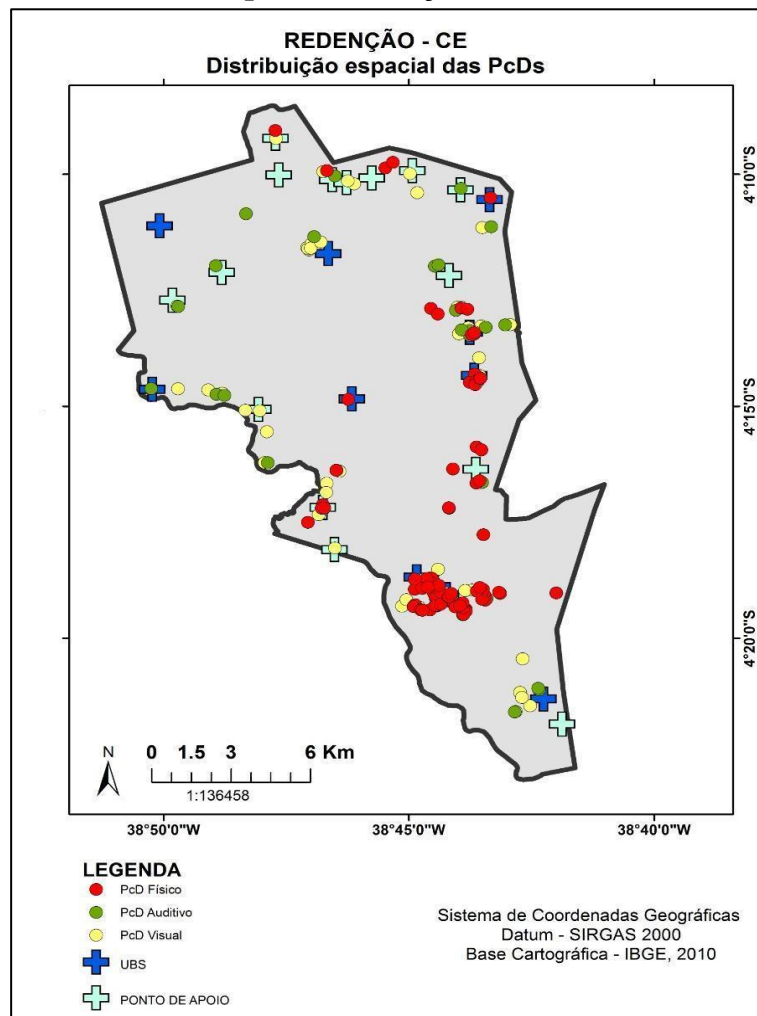 REDENÇÃO - CE
Distribuição espacial das PcDs
4°10'0"S
4°15'0"S
4°20'0"S
N
0 1.5 3 6 Km
1:136458
38°50'0"W 38°45'0"W 38°40'0"W
LEGENDA
PcD Físico
PcD Auditivo
PcD Visual
UBS
PONTO DE APOIO
Sistema de Coordenadas Geográficas
Datum - SIRGAS 2000
Base Cartográfica - IBGE, 2010